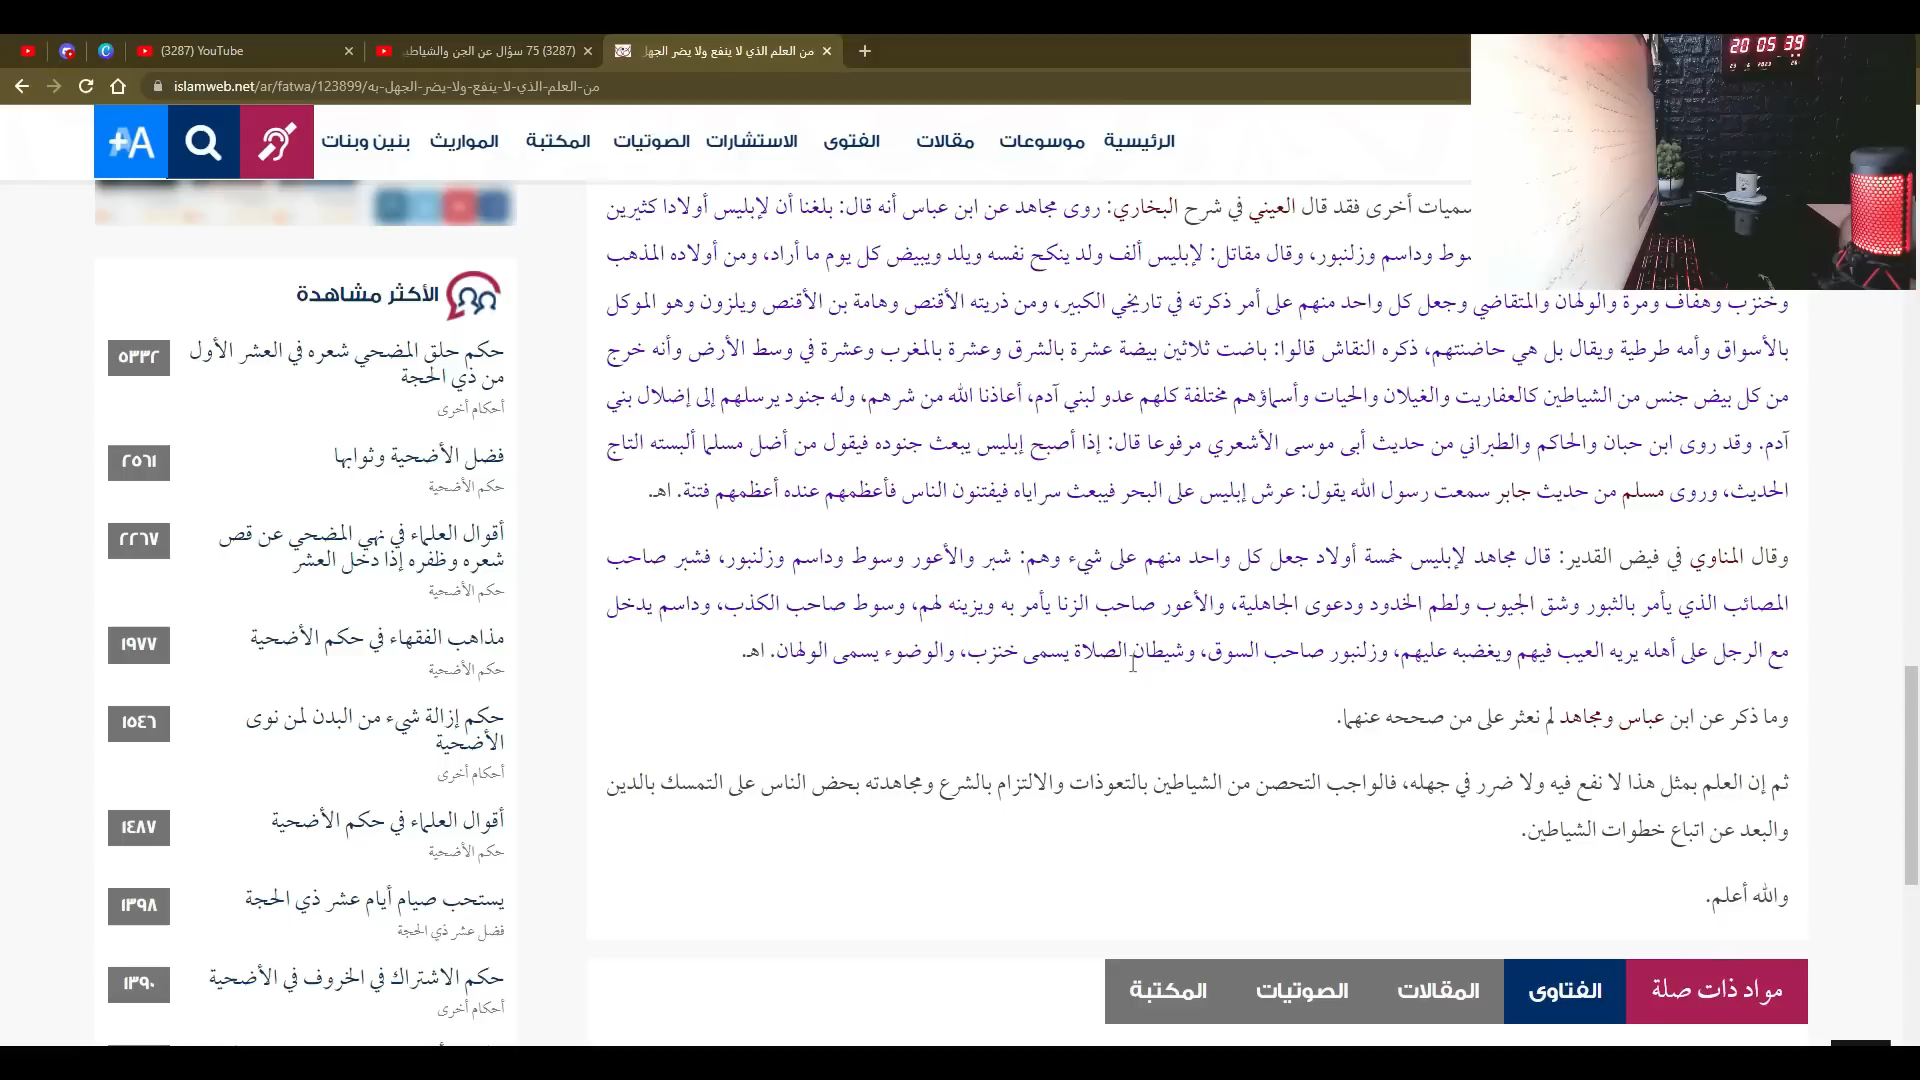 (3287) YouTube
(3287) 75 سؤال عن الجن والشياطين
من العلم الذي لا ينفع ولا يضر الجهل
islamweb.net/ar/fatwa/123899/من-العلم-الذي-لا-ينفع-ولا-يضر-الجهل-به
20 05 39
الرئيسية موسوعات مقالات الفتوى الاستشارات الصوتيات المكتبة المواريث بنين وبنات
+A
سميات أخرى فقد قال العيني في شرح البخاري: روى مجاهد عن ابن عباس أنه قال: بلغنا أن لإبليس أولادا كثيرين
وط وداسم وزلنبور، وقال مقاتل: لإبليس ألف ولد ينكح نفسه ويلد ويبيض كل يوم ما أراد، ومن أولاده المذهب
وخنزب وهفاف ومرة والولهان والمتقاضي وجعل كل واحد منهم على أمر ذكرته في تاريخي الكبير، ومن ذريته الأقنص وهامة بن الأقنص ويلزون وهو الموكل
بالأسواق وأمه طرطية ويقال بل هي حاضنتهم، ذكره النقاش قالوا: باضت ثلاثين بيضة عشرة بالشرق وعشرة بالمغرب وعشرة في وسط الأرض وأنه خرج
من كل بيض جنس من الشياطين كالعفاريت والغيلان والحيات وأسماؤهم مختلفة كلهم عدو لبني آدم، أعاذنا الله من شرهم، وله جنود يرسلهم إلى إضلال بني
آدم. وقد روى ابن حبان والحاكم والطبراني من حديث أبى موسى الأشعري مرفوعا قال: إذا أصبح إبليس يبعث جنوده فيقول من أضل مسلما ألبسته التاج
الحديث، وروى مسلم من حديث جابر سمعت رسول الله يقول: عرش إبليس على البحر فيبعث سراياه فيفتنون الناس فأعظمهم عنده أعظمهم فتنة. اهـ.
وقال المناوي في فيض القدير: قال مجاهد لإبليس خمسة أولاد جعل كل واحد منهم على شيء وهم: شبر والأعور وسوط وداسم وزلنبور، فشبر صاحب
المصائب الذي يأمر بالثبور وشق الجيوب ولطم الخدود ودعوى الجاهلية، والأعور صاحب الزنا يأمر به ويزينه لهم، وسوط صاحب الكذب، وداسم يدخل
مع الرجل على أهله يريه العيب فيهم ويغضبه عليهم، وزلنبور صاحب السوق، وشيطان الصلاة يسمى خنزب، والوضوء يسمى الولهان. اهـ.
وما ذكر عن ابن عباس ومجاهد لم نعثر على من صححه عنهما.
ثم إن العلم بمثل هذا لا نفع فيه ولا ضرر في جهله، فالواجب التحصن من الشياطين بالتعوذات والالتزام بالشرع ومجاهدته بحض الناس على التمسك بالدين
والبعد عن اتباع خطوات الشياطين.
والله أعلم.
مواد ذات صلة الفتاوى المقالات الصوتيات المكتبة
الأكثر مشاهدة
حكم حلق المضحي شعره في العشر الأول
من ذي الحجة
أحكام أخرى
٥٣٣٢
فضل الأضحية وثوابها
حكم الأضحية
٢٥٦١
أقوال العلماء في نهي المضحي عن قص
شعره وظفره إذا دخل العشر
حكم الأضحية
٢٢٦٧
مذاهب الفقهاء في حكم الأضحية
حكم الأضحية
١٩٧٧
حكم إزالة شيء من البدن لمن نوى
الأضحية
أحكام أخرى
١٥٤٦
أقوال العلماء في حكم الأضحية
حكم الأضحية
١٤٨٧
يستحب صيام أيام عشر ذي الحجة
فضل عشر ذي الحجة
١٣٩٨
حكم الاشتراك في الخروف في الأضحية
أحكام أخرى
١٣٩٠